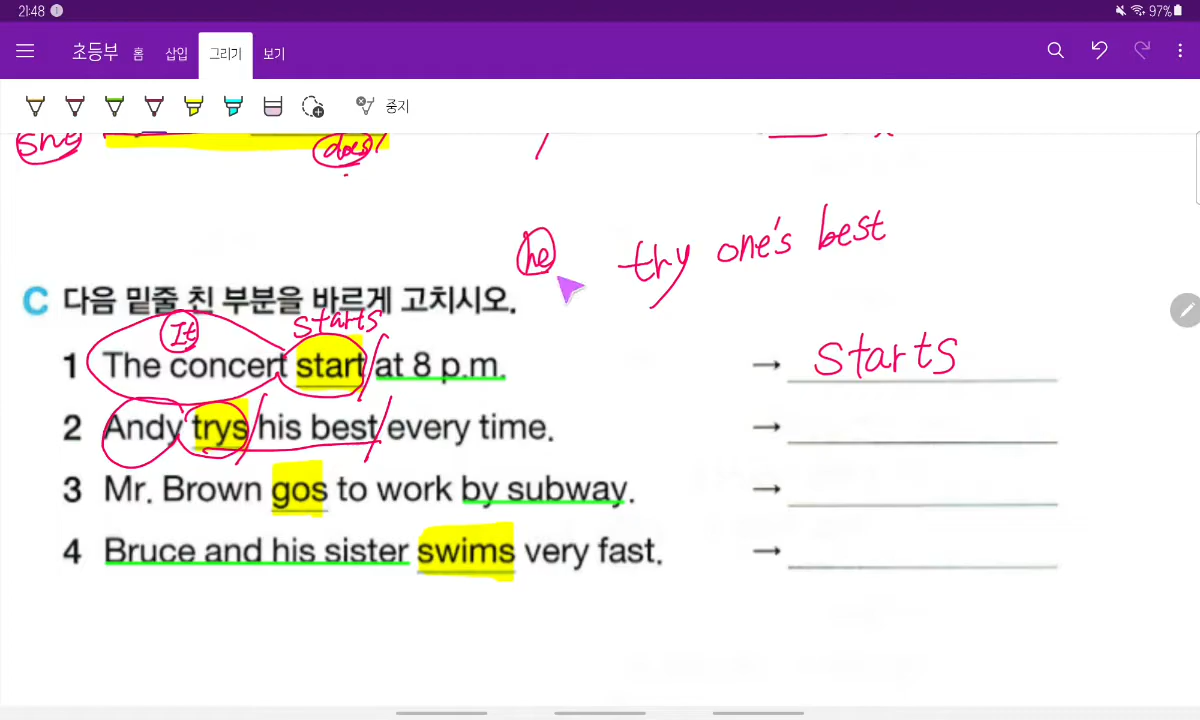 21:48 97%
초등부 홈 삽입 그리기 보기
중지
she does
he try one's best
C 다음 밑줄 친 부분을 바르게 고치시오.
It starts
1 The concert start at 8 p.m. → starts
2 Andy trys his best every time. →
3 Mr. Brown gos to work by subway. →
4 Bruce and his sister swims very fast. →